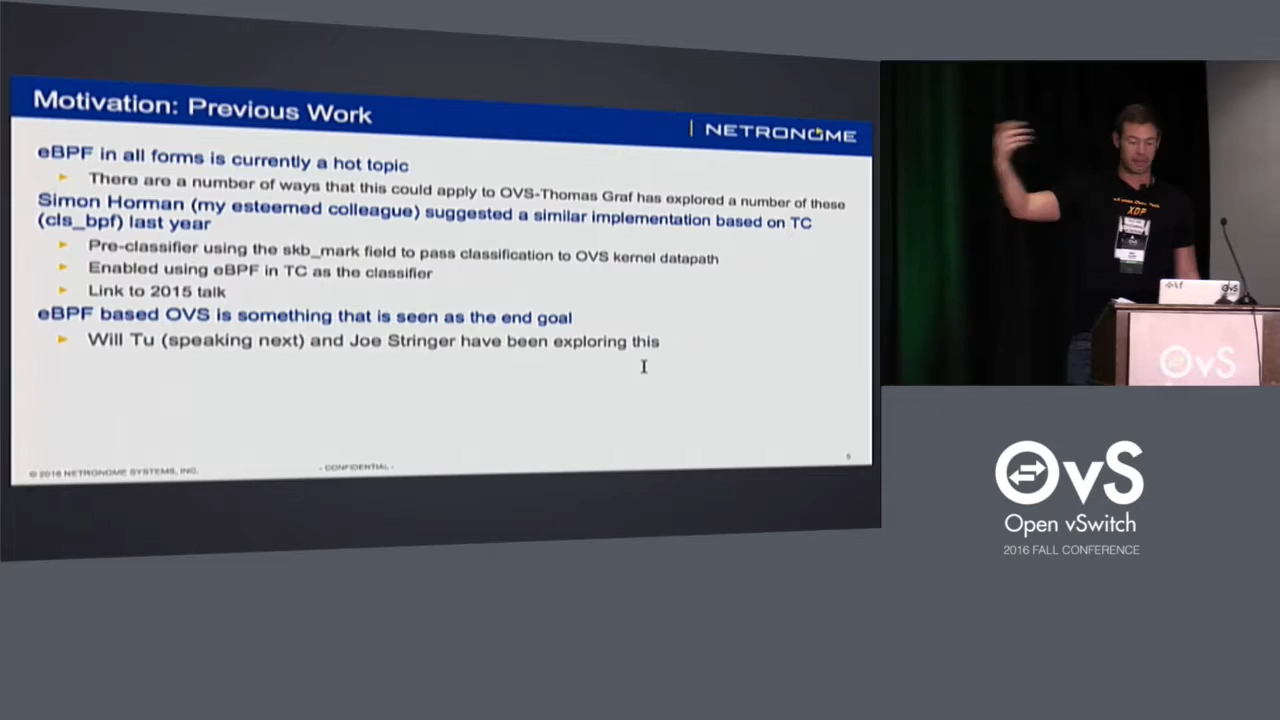 Motivation: Previous Work
NETRONOME
eBPF in all forms is currently a hot topic
There are a number of ways that this could apply to OVS-Thomas Graf has explored a number of these
Simon Horman (my esteemed colleague) suggested a similar implementation based on TC
(cls_bpf) last year
Pre-classifier using the skb_mark field to pass classification to OVS kernel datapath
Enabled using eBPF in TC as the classifier
Link to 2015 talk
eBPF based OVS is something that is seen as the end goal
Will Tu (speaking next) and Joe Stringer have been exploring this
© 2016 NETRONOME SYSTEMS, INC.
- CONFIDENTIAL -
XDP
OvS
OvS
OvS
Open vSwitch
2016 FALL CONFERENCE